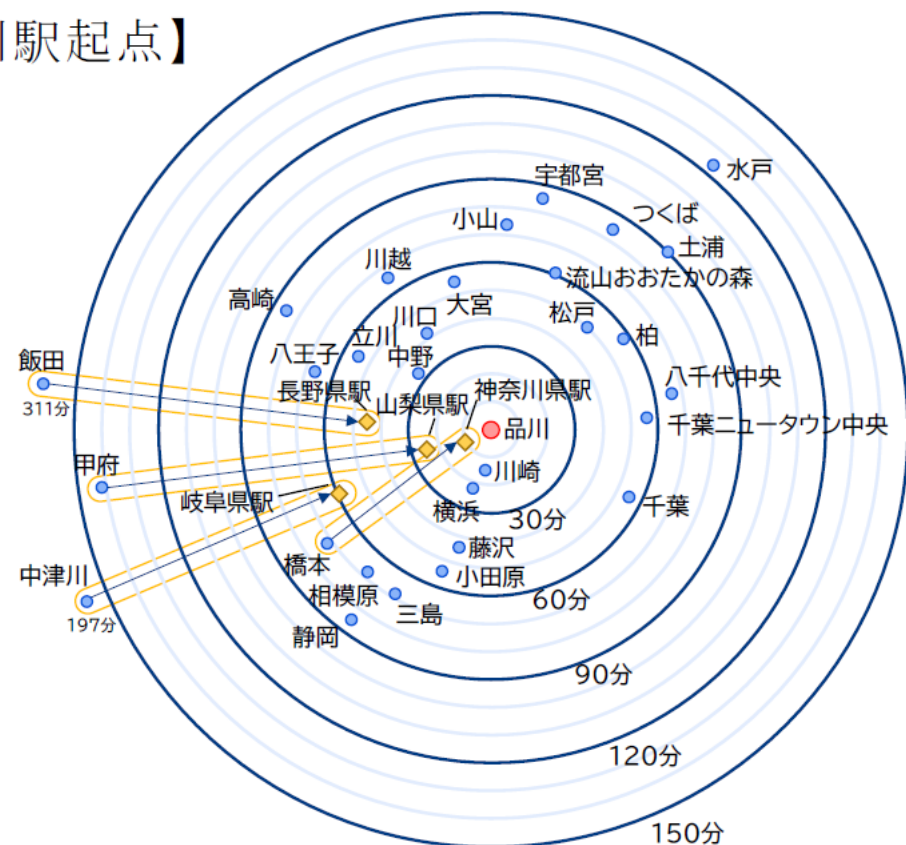 駅起点】
水戸
宇都宮
つくば
小山
土浦
川越
流山おおたかの森
大宮
高崎
松戸
川口
柏
立川
飯田
八王子
中野
311分
長野県駅
山梨県駅
神奈川県駅
八千代中央
品川
千葉ニュータウン中央
甲府
川崎
岐阜県駅
横浜
千葉
30分
藤沢
橋本
中津川
小田原
相模原
60分
三島
197分
静岡
90分
120分
150分